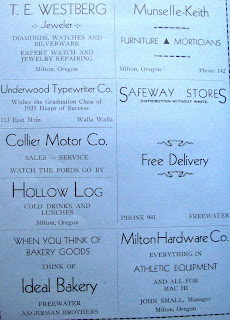 T. E. WESTBERG
Jeweler
DIAMONDS, WATCHES AND
SILVERWARE
EXPERT WATCH AND
JEWELRY REPAIRING
Milton, Oregon
Munselle-Keith
FURNITURE ▲ MORTICIANS
Milton, Oregon Phone 142
Underwood Typewriter Co.
Wishes the Graduation Class of
1935 Heaps of Success
113 East Main Walla Walla
SAFEWAY STORES
DISTRIBUTION WITHOUT WASTE
Collier Motor Co.
SALES — SERVICE
WATCH THE FORDS GO BY
Free Delivery
HOLLOW LOG
COLD DRINKS AND
LUNCHES
Milton, Oregon
PHONE 941 FREEWATER
WHEN YOU THINK OF
BAKERY GOODS
THINK OF
Ideal Bakery
FREEWATER
ANGERMAN BROTHERS
Milton Hardware Co.
EVERYTHING IN
ATHLETIC EQUIPMENT
AND ALL FOR
MAC HI
JOHN SMALL, Manager
Milton, Oregon